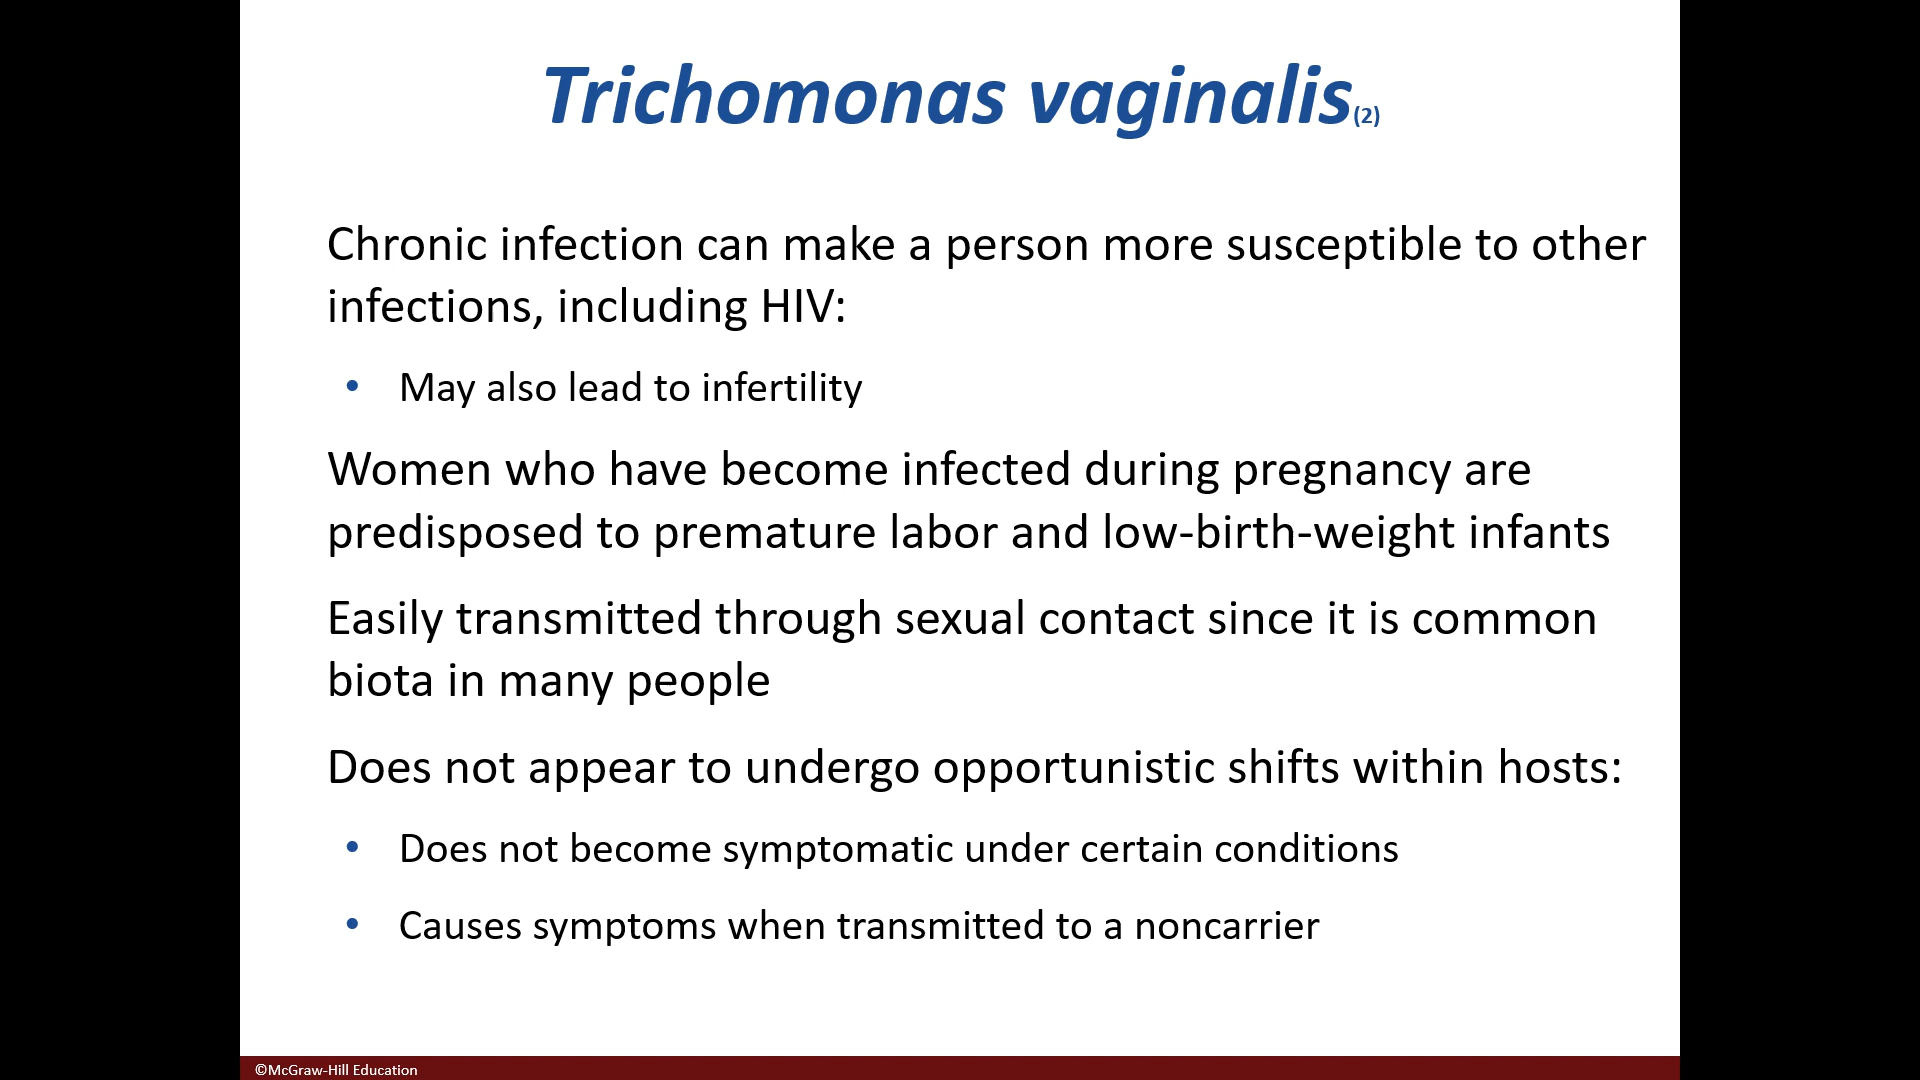 Trichomonas vaginalis(2)
Chronic infection can make a person more susceptible to other
infections, including HIV:
• May also lead to infertility
Women who have become infected during pregnancy are
predisposed to premature labor and low-birth-weight infants
Easily transmitted through sexual contact since it is common
biota in many people
Does not appear to undergo opportunistic shifts within hosts:
• Does not become symptomatic under certain conditions
• Causes symptoms when transmitted to a noncarrier
©McGraw-Hill Education